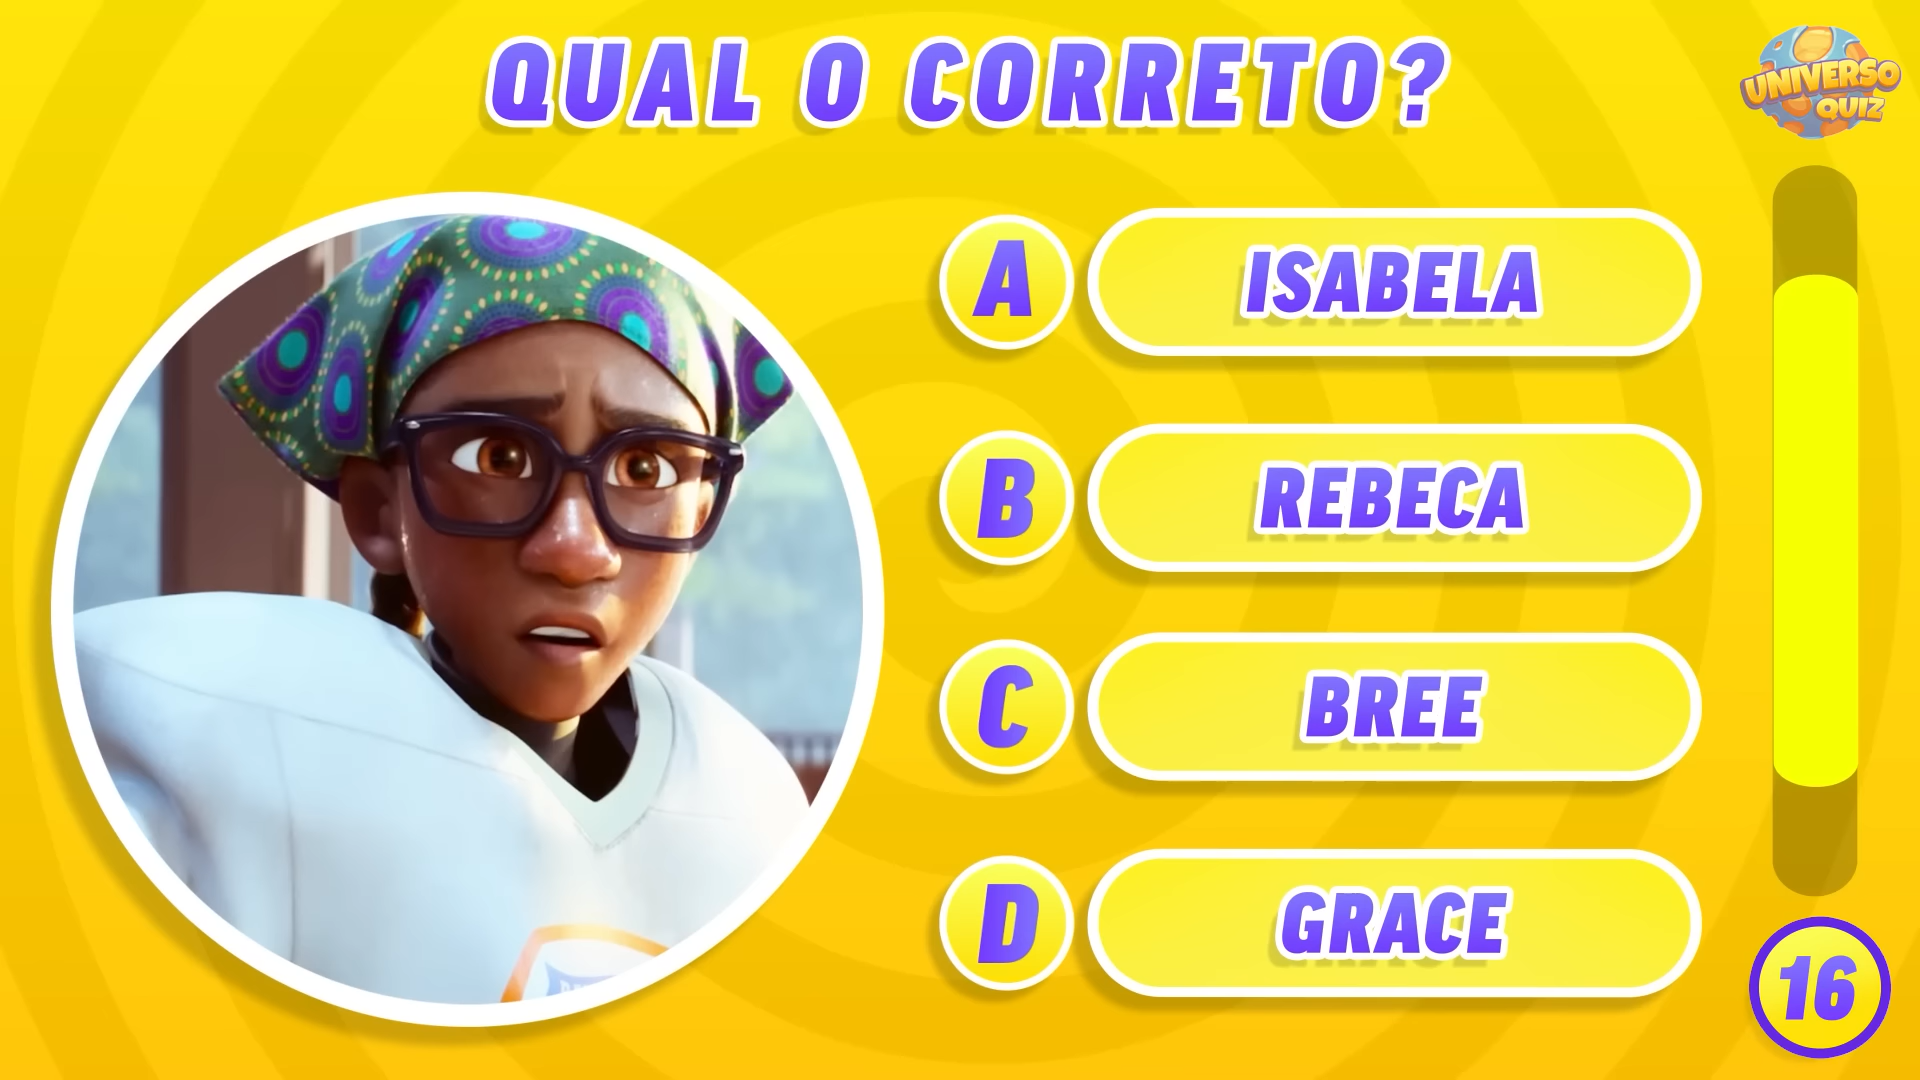 QUAL O CORRETO?
UNIVERSO
QUIZ
A
ISABELA
B
REBECA
C
BREE
D
GRACE
16